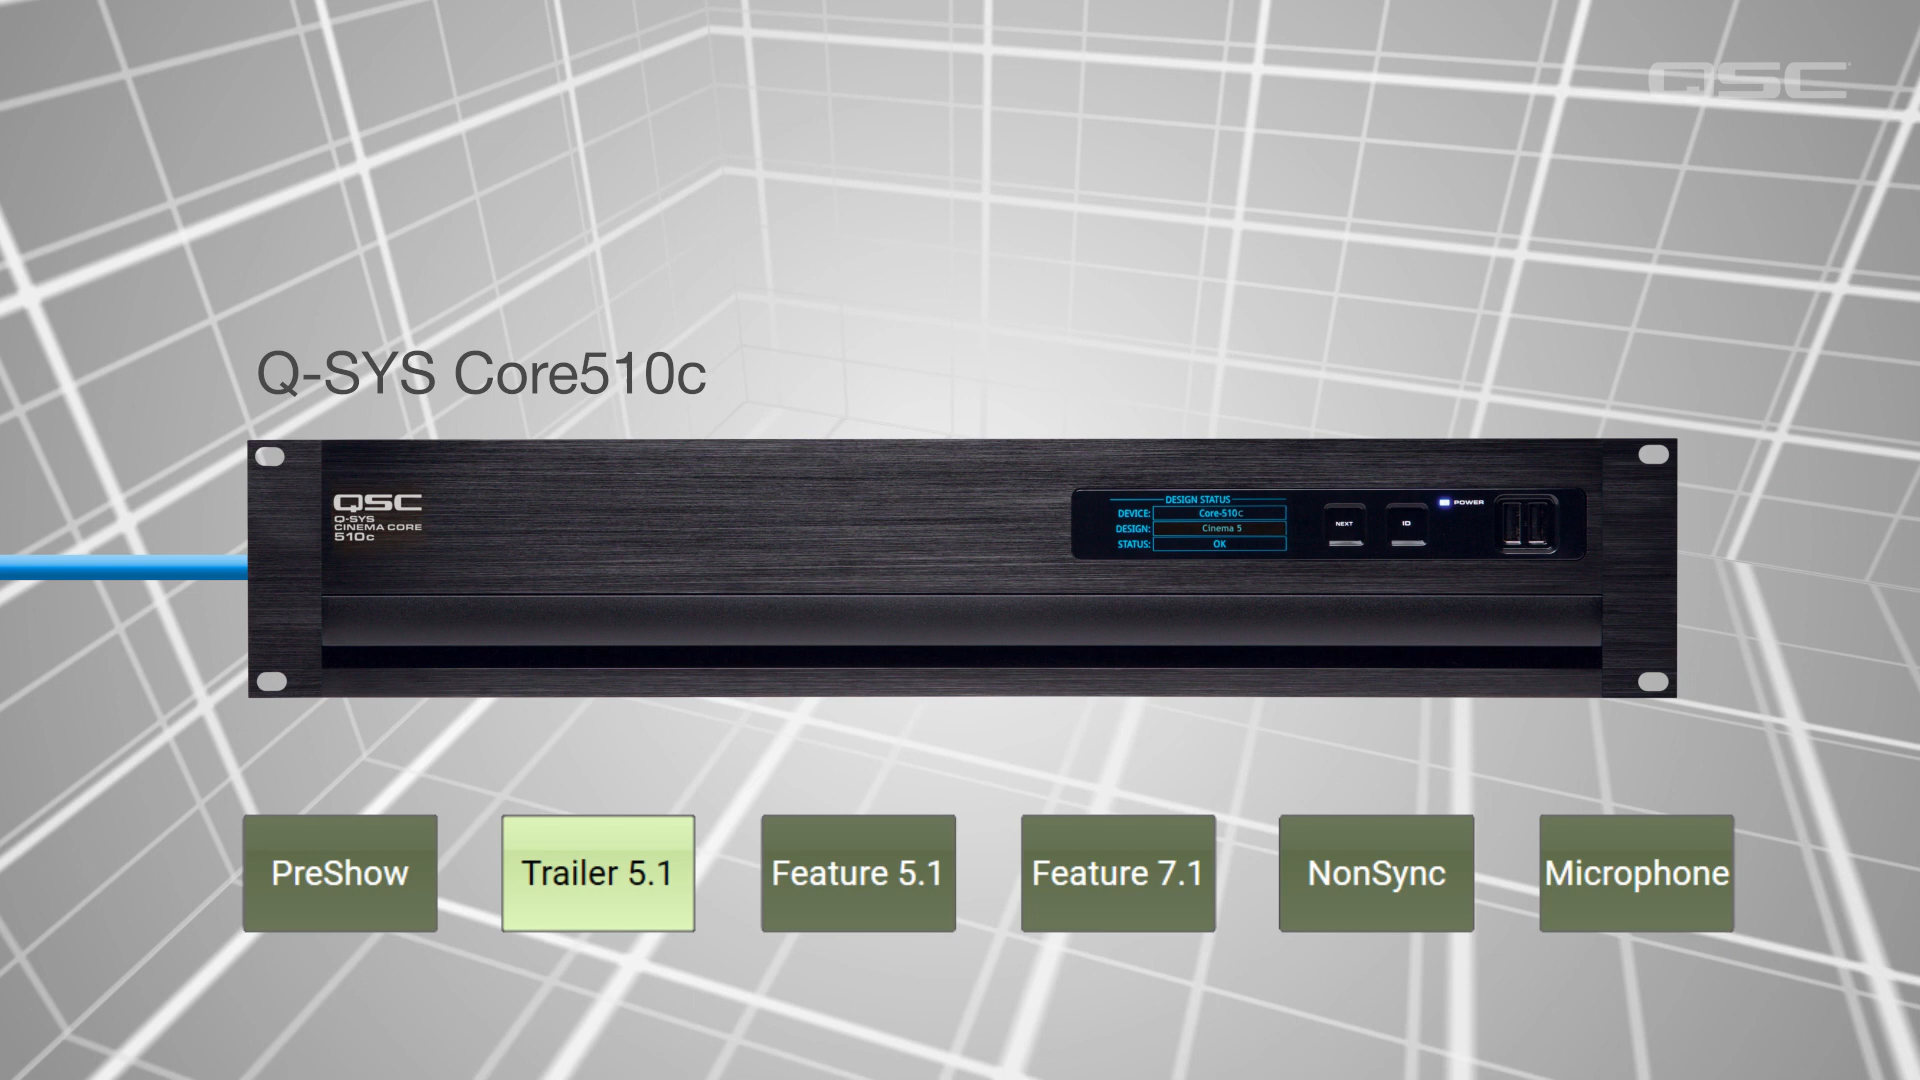 QSC
Q-SYS Core510c
QSC
Q-SYS
CINEMA CORE
510c
DESIGN STATUS
DEVICE: Core-510c
DESIGN: Cinema 5
STATUS: OK
NEXT
ID
POWER
PreShow
Trailer 5.1
Feature 5.1
Feature 7.1
NonSync
Microphone